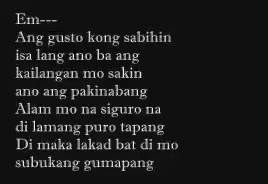 Em---
Ang gusto kong sabihin
isa lang ano ba ang
kailangan mo sakin
ano ang pakinabang
Alam mo na siguro na
di lamang puro tapang
Di maka lakad bat di mo
subukang gumapang